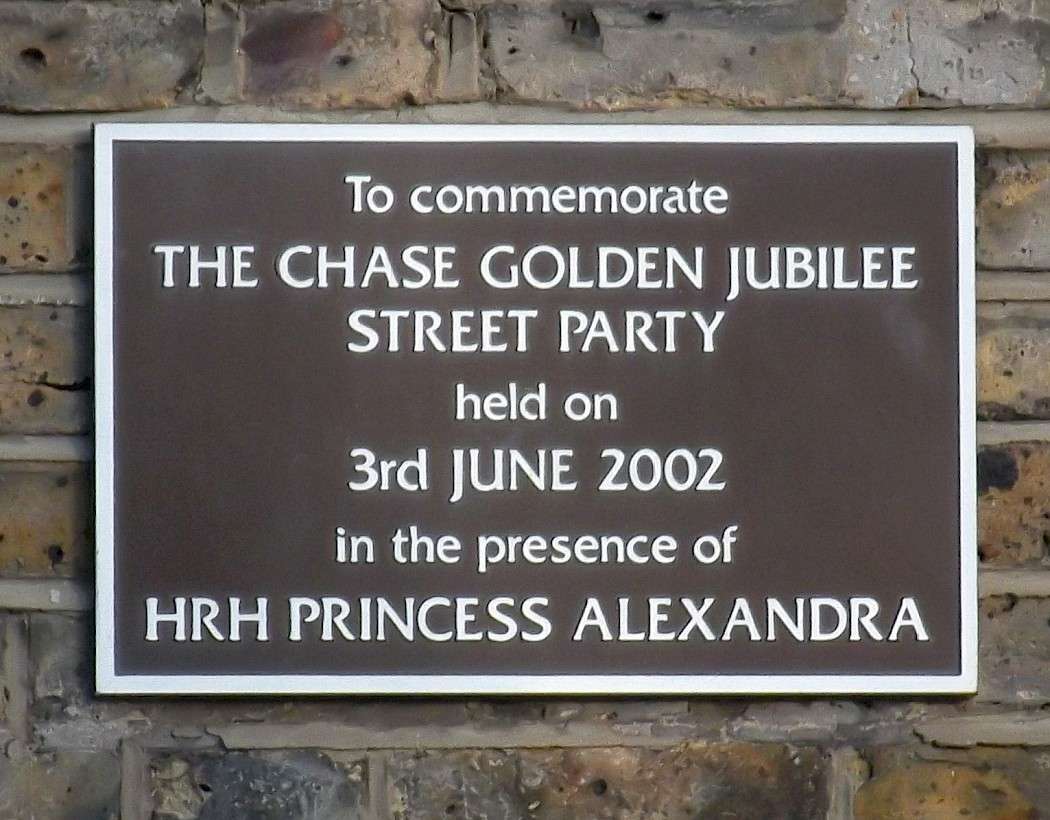 To commemorate
THE CHASE GOLDEN JUBILEE
STREET PARTY
held on
3rd JUNE 2002
in the presence of
HRH PRINCESS ALEXANDRA